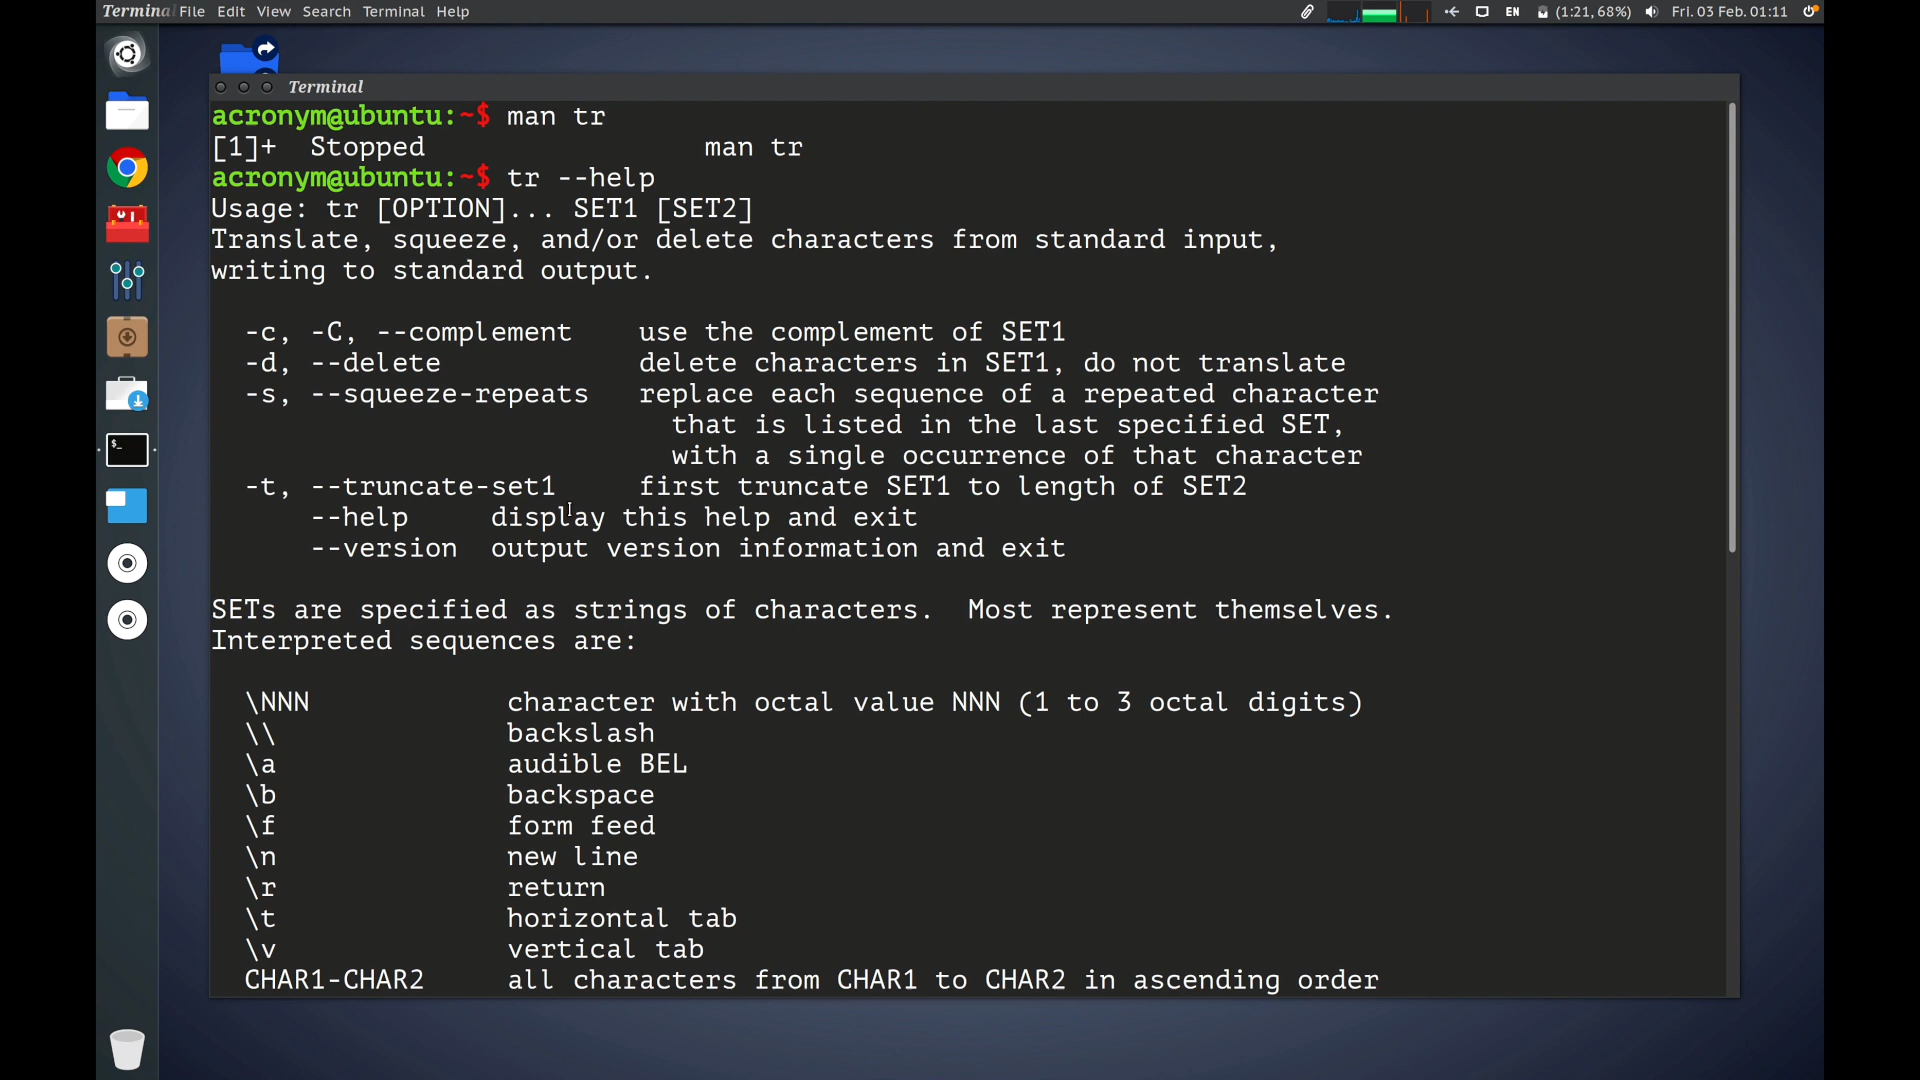 Termina File Edit View Search Terminal Help EN (1:21, 68%) Fri. 03 Feb. 01:11
Terminal
acronym@ubuntu:~$ man tr
[1]+  Stopped                 man tr
acronym@ubuntu:~$ tr --help
Usage: tr [OPTION]... SET1 [SET2]
Translate, squeeze, and/or delete characters from standard input,
writing to standard output.
  -c, -C, --complement    use the complement of SET1
  -d, --delete            delete characters in SET1, do not translate
  -s, --squeeze-repeats   replace each sequence of a repeated character
                            that is listed in the last specified SET,
                            with a single occurrence of that character
  -t, --truncate-set1     first truncate SET1 to length of SET2
      --help     display this help and exit
      --version  output version information and exit
SETs are specified as strings of characters.  Most represent themselves.
Interpreted sequences are:
  \NNN            character with octal value NNN (1 to 3 octal digits)
  \\              backslash
  \a              audible BEL
  \b              backspace
  \f              form feed
  \n              new line
  \r              return
  \t              horizontal tab
  \v              vertical tab
  CHAR1-CHAR2     all characters from CHAR1 to CHAR2 in ascending order
$_